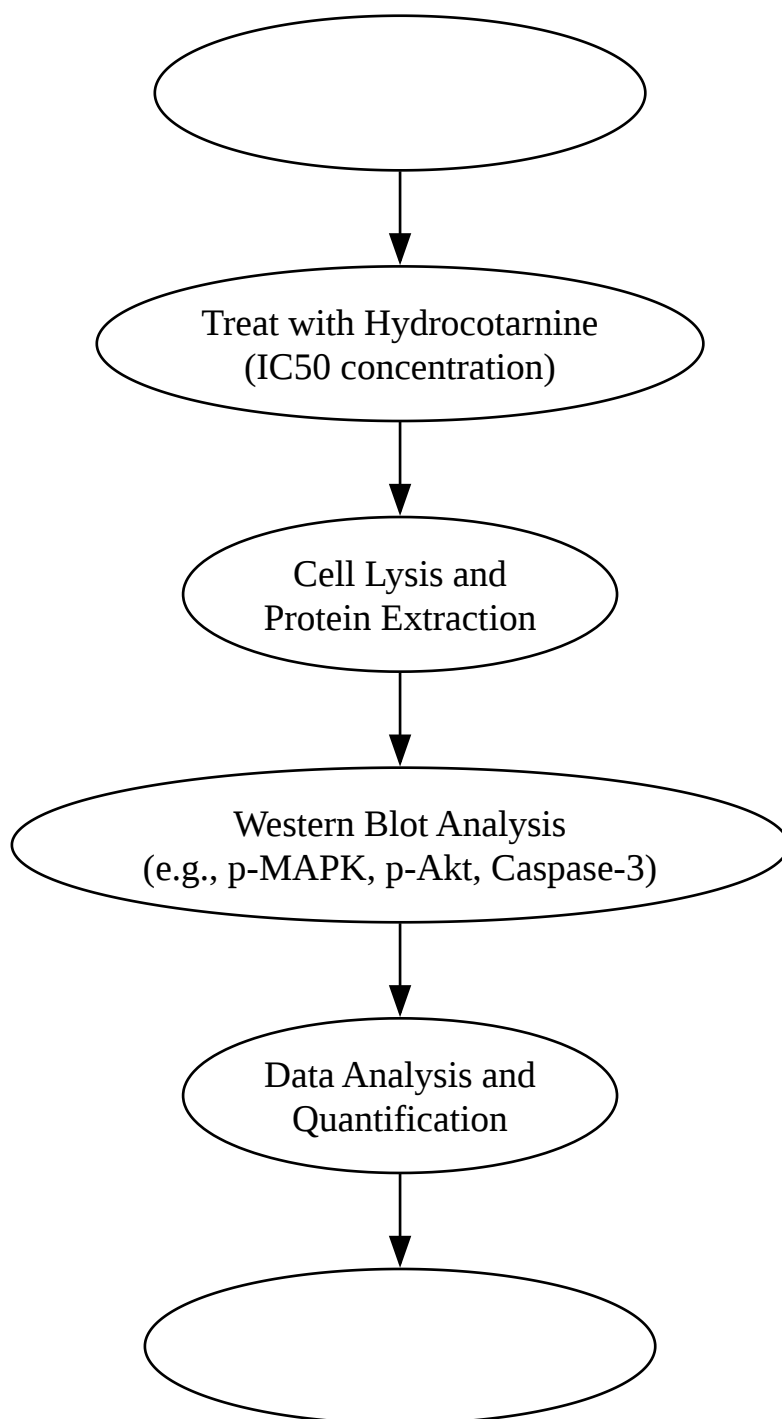 Treat with Hydrocotarnine
(IC50 concentration)
Cell Lysis and
Protein Extraction
Western Blot Analysis
(e.g., p-MAPK, p-Akt, Caspase-3)
Data Analysis and
Quantification